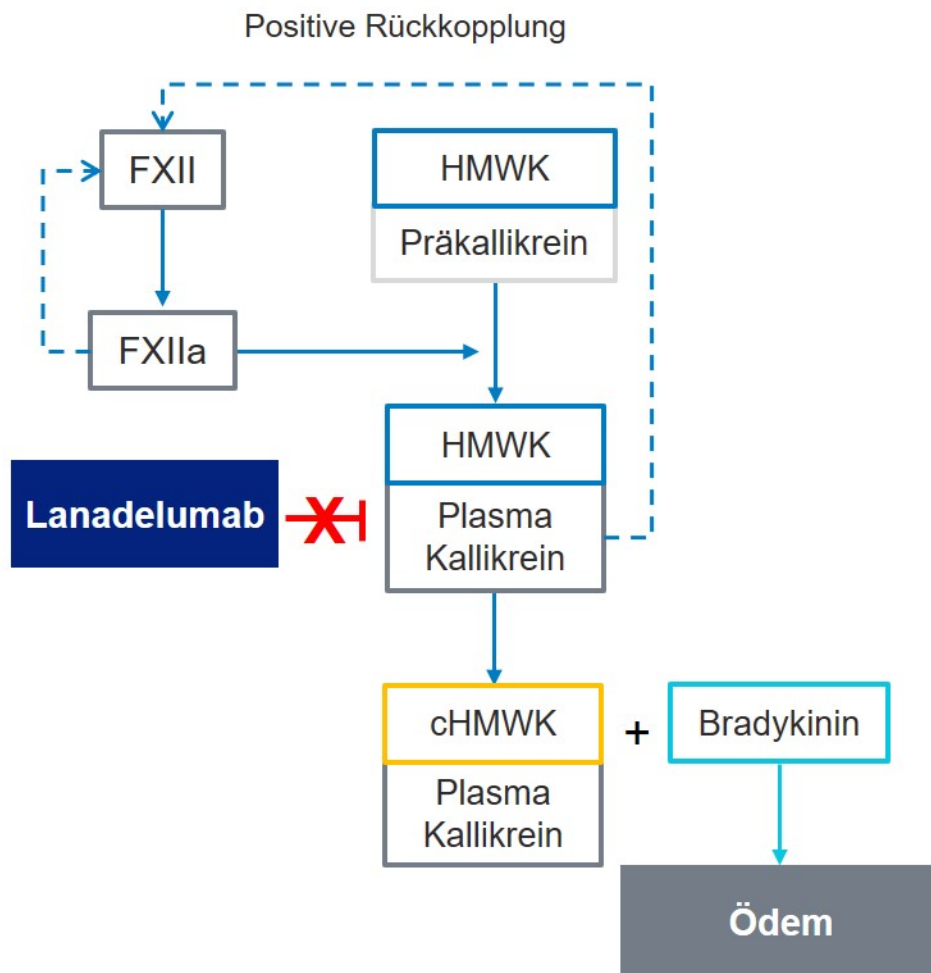 Positive Rückkopplung
FXII
HMWK
Präkallikrein
FXIIa
HMWK
Lanadelumab
X
Plasma
Kallikrein
cHMWK
+
Bradykinin
Plasma
Kallikrein
Ödem